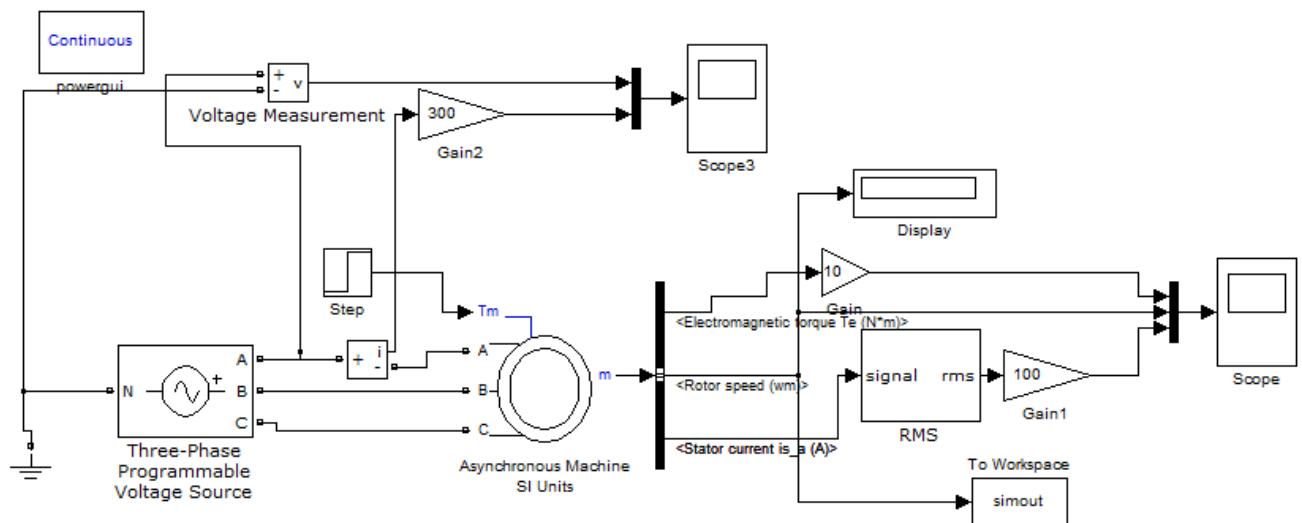 Continuous
powergui
+
-
v
Voltage Measurement
300
Gain2
Scope3
Display
Step
Tm
10
Gain
<Electromagnetic torque Te (N*m)>
Scope
N
+
A
B
C
+
i
-
A
B
C
m
<Rotor speed (wm)>
signal
rms
RMS
100
Gain1
<Stator current is_a (A)>
Three-Phase
Programmable
Voltage Source
Asynchronous Machine
SI Units
To Workspace
simout